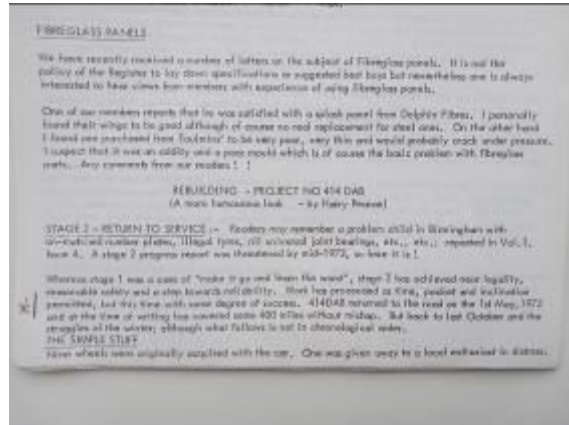 FIBREGLASS PANELS
We have recently received a number of letters on the subject of Fibreglass panels. It is not the
policy of the Register to lay down specifications or suggested best buys but nevertheless one is always
interested to hear views from members with experience of using fibreglass panels.
One of our members reports that he was satisfied with a splash panel from Delphin Fibres. I personally
found their wings to be good although of course no real replacement for steel ones. On the other hand
I found one purchased from to be very poor, very thin and would probably crack under pressure.
I suspect that it was an oddity and a poor mould which is of course the basic problem with fibreglass
parts. Any comments from our readers ! !
REBUILDING - PROJECT NO 414 DAB
(A more humourous look - by Harry )
STAGE 2 - RETURN TO SERVICE :- Readers may remember a problem child in Birmingham with
un-matched number plates, illegal tyres, nil universal joint bearings, etc., etc.; reported in Vol.
Issue 4. A stage 2 progress report was threatened by mid-1972, so here it is !
Whereas stage 1 was a case of "make it go and learn the worst", stage 2 has achieved near legality,
reasonable safety and a step towards reliability. Work has proceeded as time, pocket and inclination
permitted, but this time with some degree of success. 414DAB returned to the road on the 1st May, 1972
and at the time of writing has covered some 400 miles without mishap. But back to last October and the
struggles of the winter; although what follows is not in chronological order.
THE SIMPLE STUFF
wheels were originally acquired with the car. One was given away to a local enthusiast in distress.